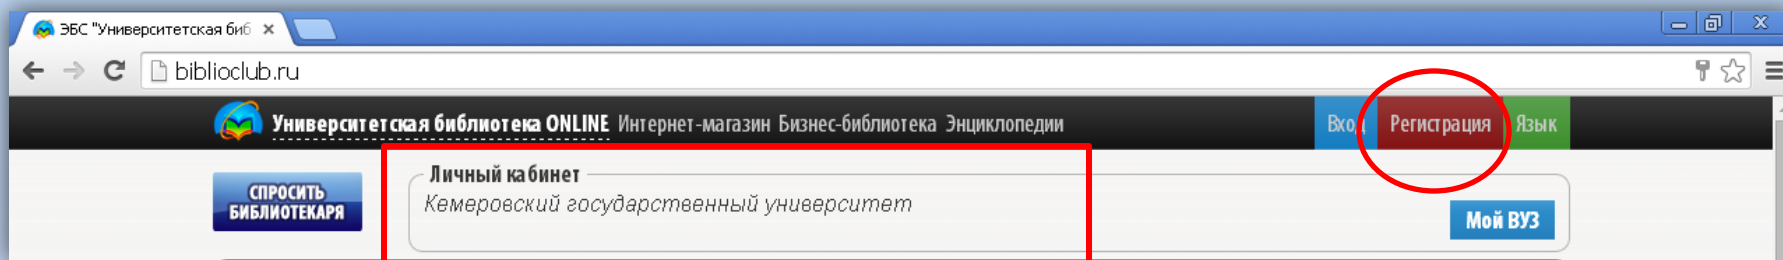 ЭБС "Университетская биб
biblioclub.ru
Университетская библиотека ONLINE Интернет-магазин Бизнес-библиотека Энциклопедии Вход Регистрация Язык
СПРОСИТЬ
БИБЛИОТЕКАРЯ
Личный кабинет
Кемеровский государственный университет
Мой ВУЗ